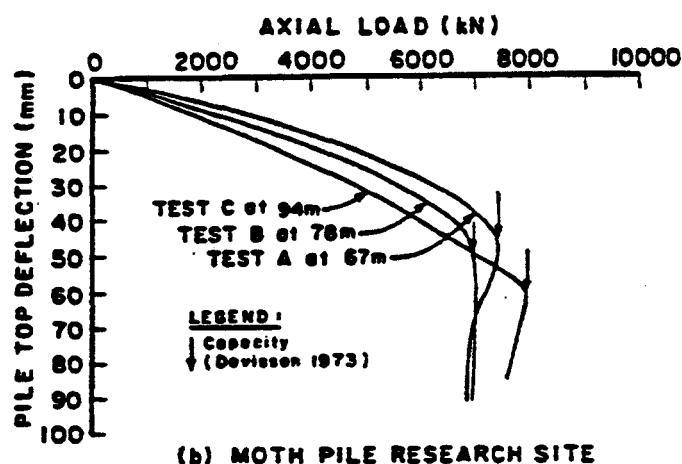 AXIAL LOAD (kN)
0 2000 4000 6000 8000 10000
PILE TOP DEFLECTION (mm)
0
10
20
30
40
50
60
70
80
90
100
TEST C at 94m
TEST B at 78m
TEST A at 67m
LEGEND:
Capacity
(Davisson 1973)
(b) MOTH PILE RESEARCH SITE